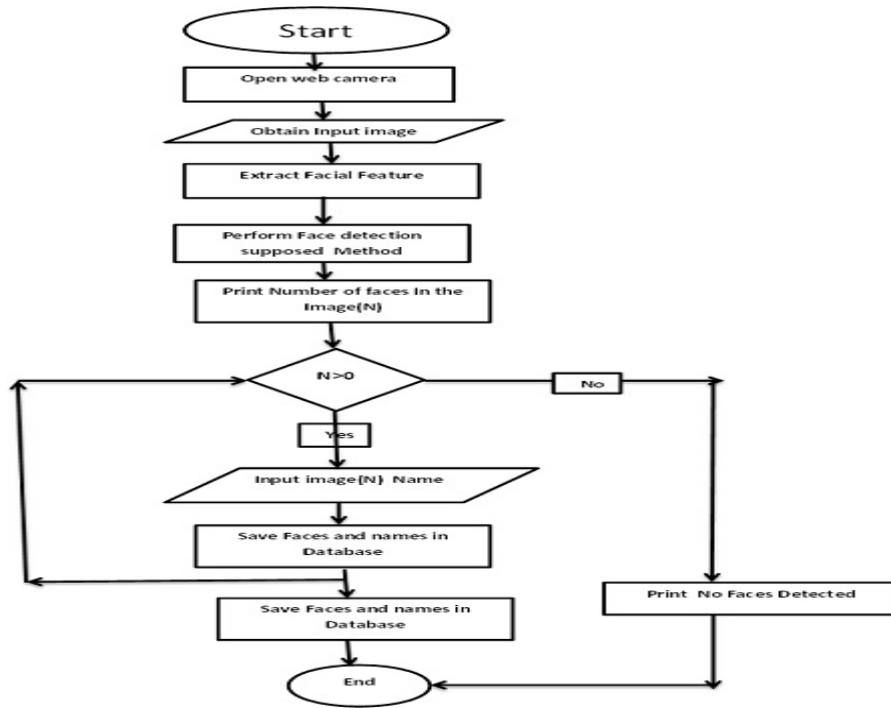 Start
Open web camera
Obtain Input image
Extract Facial Feature
Perform Face detection
supposed Method
Print Number of faces In the
Image(N)
N>0
No
Yes
Input image(N) Name
Save Faces and names in
Database
Save Faces and names in
Database
Print No Faces Detected
End